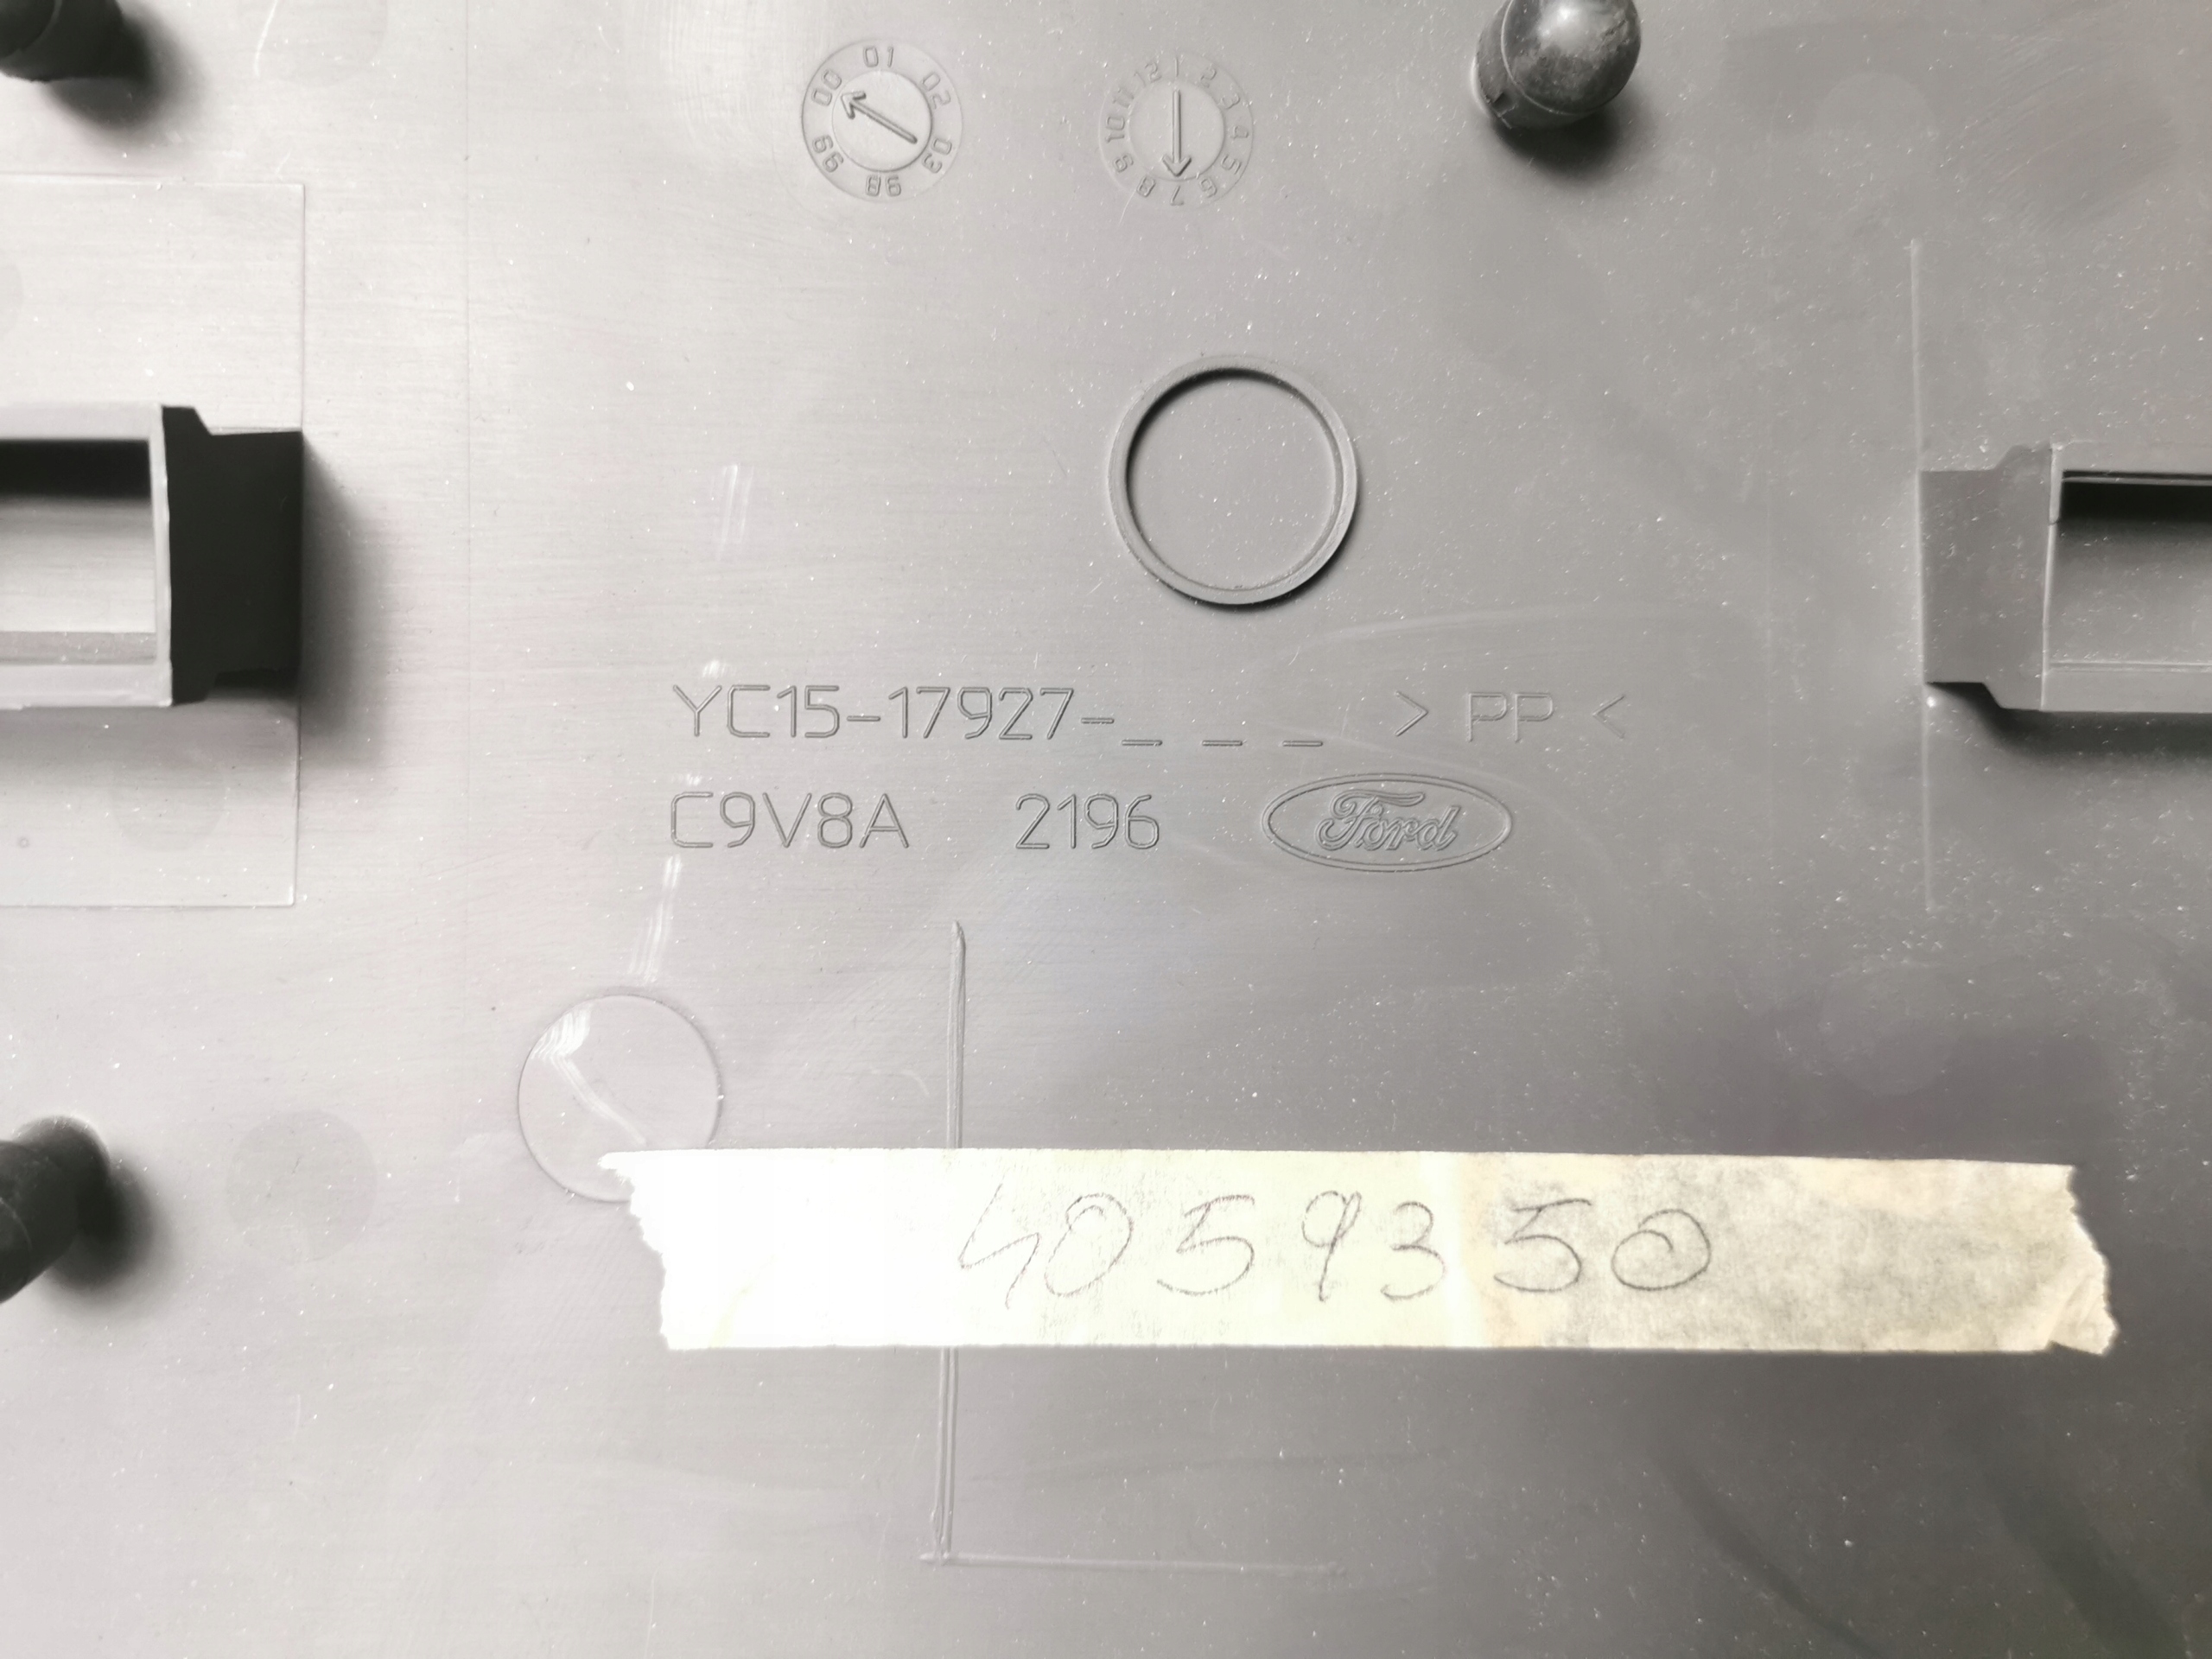 98 99 00 01 02 03
1 2 3 4 5 6 7 8 9 10 11 12
YC15-17927-_ _ _ > PP <
C9V8A 2196 Ford
4059350